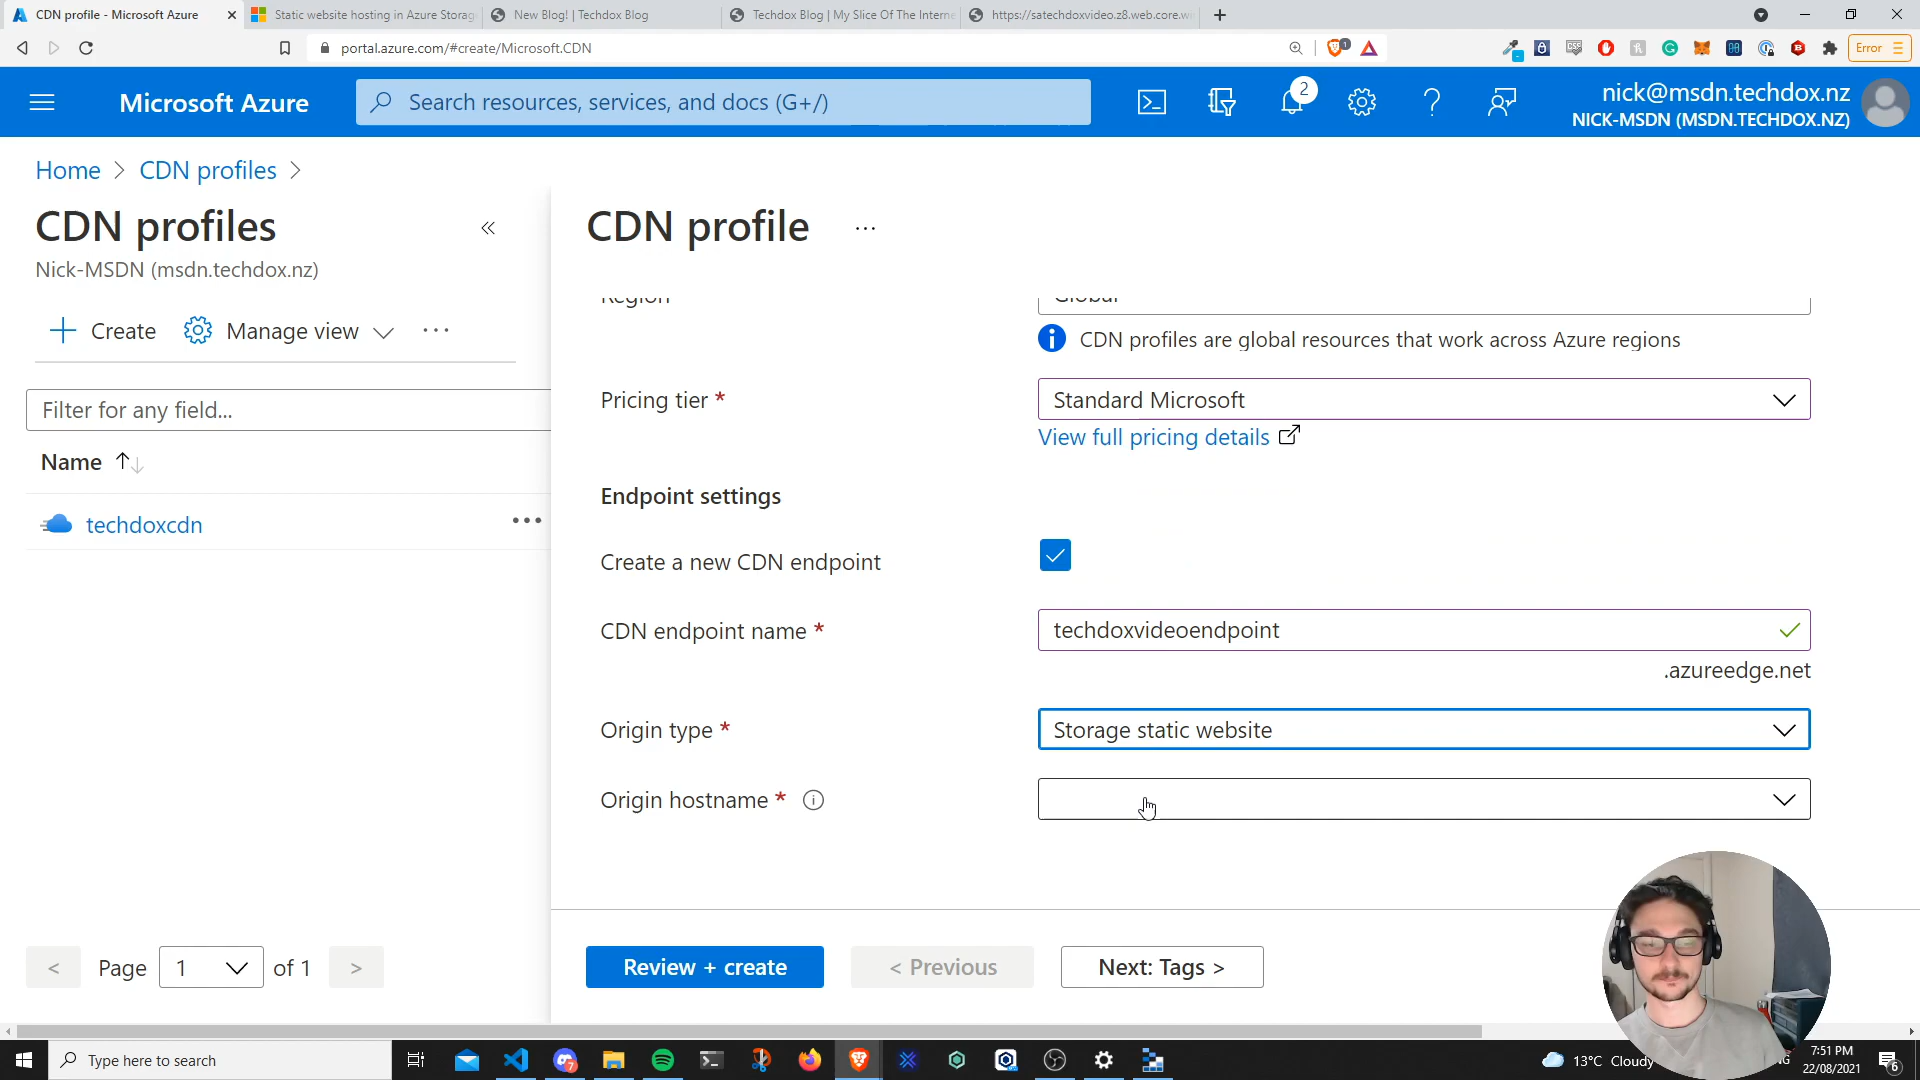 CDN profile - Microsoft Azure
Static website hosting in Azure Storag
New Blog! | Techdox Blog
Techdox Blog | My Slice Of The Interne
https://satechdoxvideo.z8.web.core.wi
portal.azure.com/#create/Microsoft.CDN
1
Error
Microsoft Azure
Search resources, services, and docs (G+/)
2
nick@msdn.techdox.nz
NICK-MSDN (MSDN.TECHDOX.NZ)
Home > CDN profiles >
CDN profiles
«
Nick-MSDN (msdn.techdox.nz)
Create
Manage view
...
Filter for any field...
Name
techdoxcdn
...
< Page 1 of 1 >
CDN profile ...
Region
Global
CDN profiles are global resources that work across Azure regions
Pricing tier *
Standard Microsoft
View full pricing details
Endpoint settings
Create a new CDN endpoint
CDN endpoint name *
techdoxvideoendpoint
.azureedge.net
Origin type *
Storage static website
Origin hostname *
Review + create
< Previous
Next: Tags >
Type here to search
13°C Cloudy
7:51 PM
22/08/2021
6